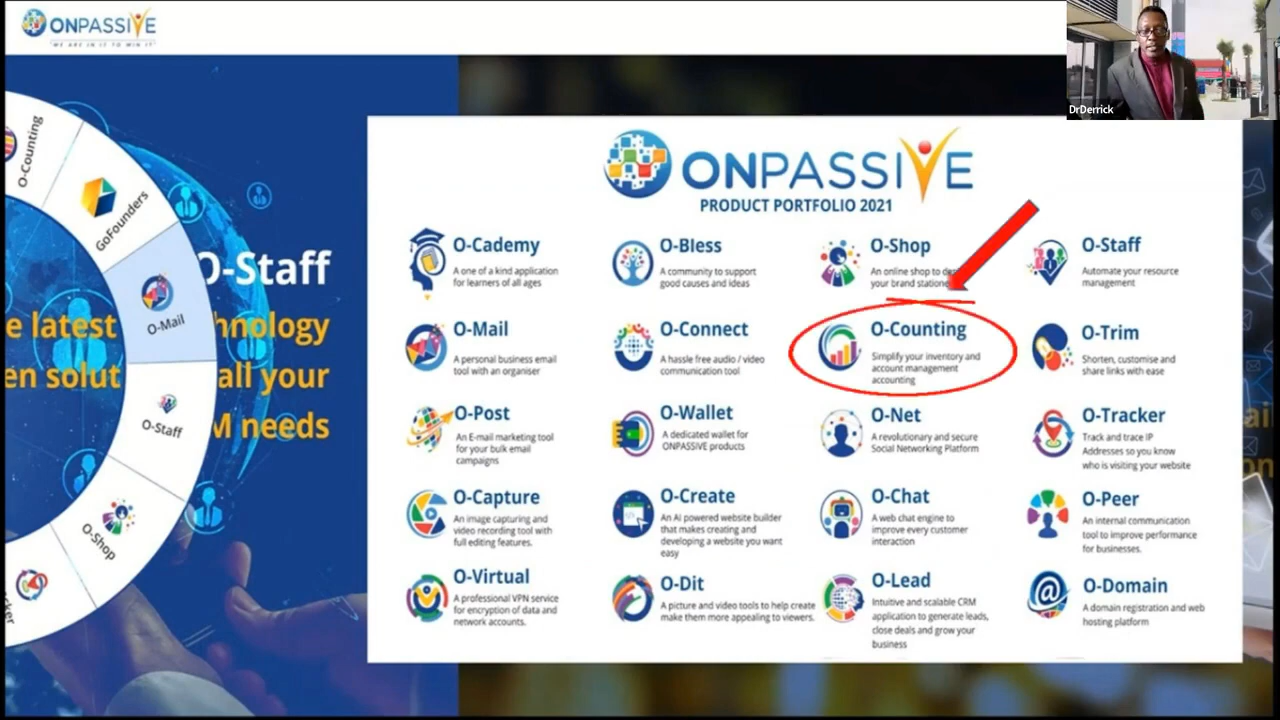 ONPASSIVE
"WE ARE IN IT TO WIN IT"
DrDerrick
O-Counting
GoFounders
O-Mail
O-Staff
O-Shop
cker
O-Staff
e latest
hnology
en solut
all your
M needs
ONPASSIVE
PRODUCT PORTFOLIO 2021
O-Cademy
A one of a kind application
for learners of all ages
O-Bless
A community to support
good causes and ideas
O-Shop
An online shop to
your brand
O-Staff
Automate your resource
management
O-Mail
A personal business email
tool with an organiser
O-Connect
A hassle free audio / video
communication tool
O-Counting
Simplify your inventory and
account management
accounting
O-Trim
Shorten, customise and
share links with ease
O-Post
An E-mail marketing tool
for your bulk email
campaigns
O-Wallet
A dedicated wallet for
ONPASSIVE products
O-Net
A revolutionary and secure
Social Networking Platform
O-Tracker
Track and trace IP
Addresses so you know
who is visiting your website
O-Capture
An image capturing and
video recording tool with
full editing features.
O-Create
An AI powered website builder
that makes creating and
developing a website you want
easy
O-Chat
A web chat engine to
improve every customer
interaction
O-Peer
An internal communication
tool to improve performance
for businesses.
O-Virtual
A professional VPN service
for encryption of data and
network accounts.
O-Dit
A picture and video tools to help create
make them more appealing to viewers.
O-Lead
Intuitive and scalable CRM
application to generate leads,
close deals and grow your
business
O-Domain
A domain registration and web
hosting platform